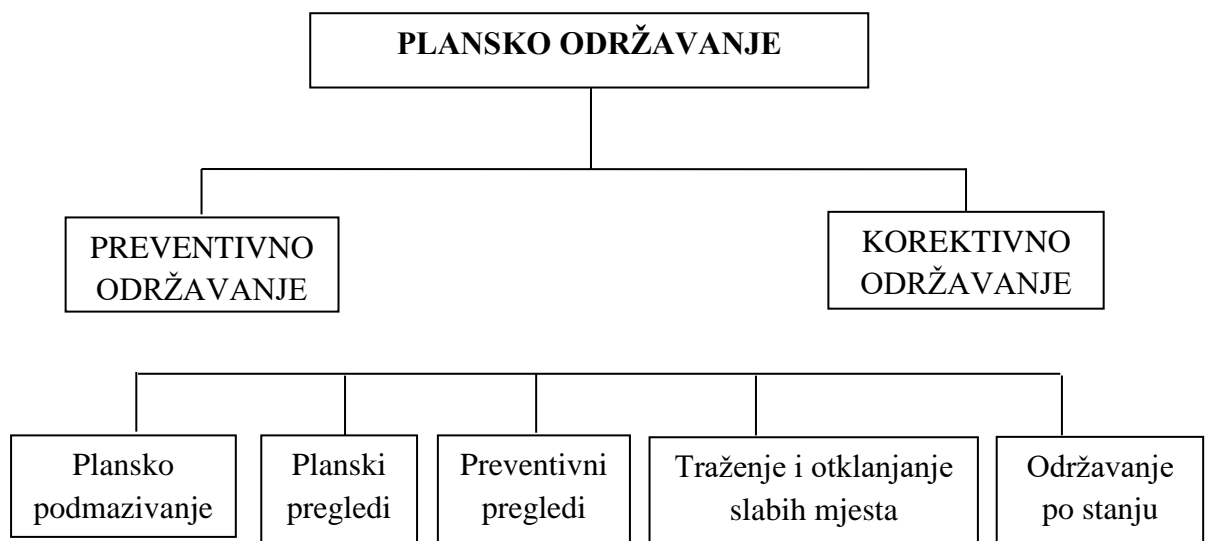 PLANSKO ODRŽAVANJE
PREVENTIVNO
ODRŽAVANJE
KOREKTIVNO
ODRŽAVANJE
Plansko
podmazivanje
Planski
pregledi
Preventivni
pregledi
Traženje i otklanjanje
slabih mjesta
Održavanje
po stanju